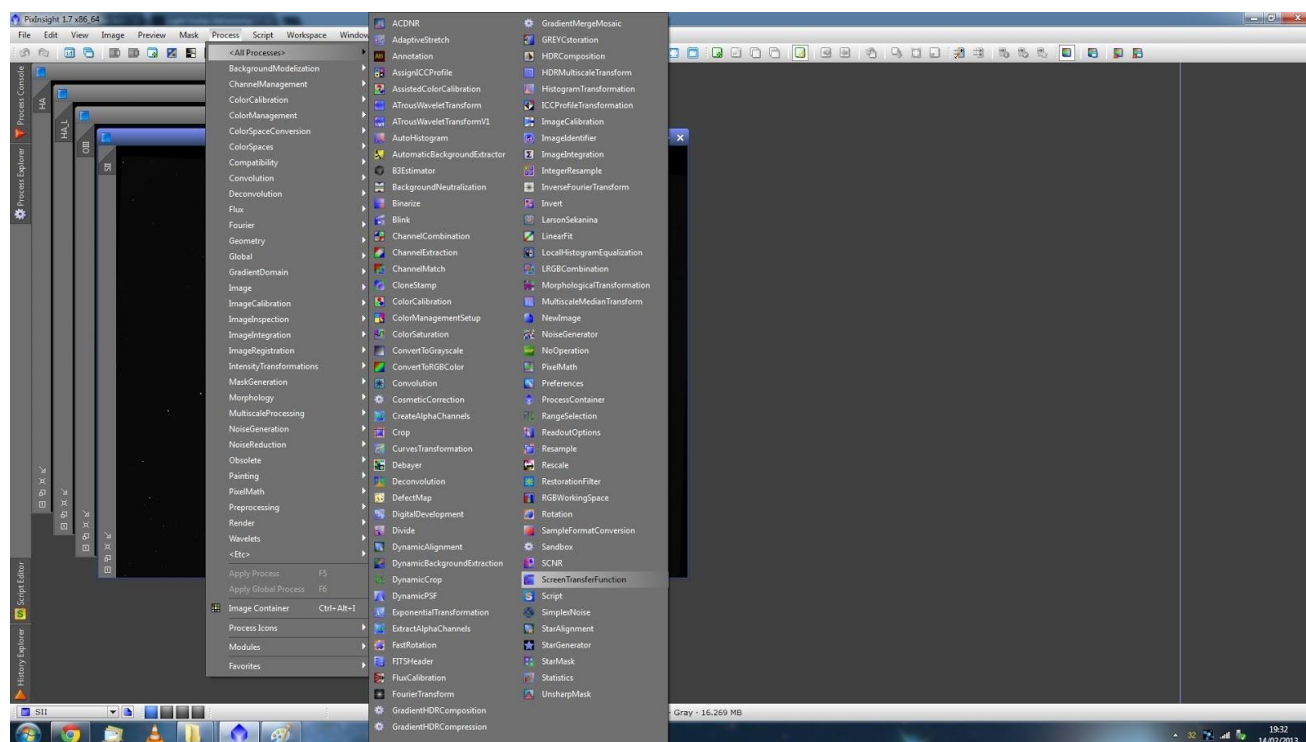 PixInsight 1.7 x86_64
File Edit View Image Preview Mask Process Script Workspace Window
Process Console
Process Explorer
Script Editor
History Explorer
HA
HA_L
OIII
SII
<All Processes>
BackgroundModelization
ChannelManagement
ColorCalibration
ColorManagement
ColorSpaceConversion
ColorSpaces
Compatibility
Convolution
Deconvolution
Flux
Fourier
Geometry
Global
GradientDomain
Image
ImageCalibration
ImageInspection
ImageIntegration
ImageRegistration
IntensityTransformations
MaskGeneration
Morphology
MultiscaleProcessing
NoiseGeneration
NoiseReduction
Obsolete
Painting
PixelMath
Preprocessing
Render
Wavelets
<Etc>
Apply Process F5
Apply Global Process F6
Image Container Ctrl+Alt+I
Process Icons
Modules
Favorites
ACDNR
AdaptiveStretch
Annotation
AssignICCProfile
AssistedColorCalibration
ATrousWaveletTransform
ATrousWaveletTransformV1
AutoHistogram
AutomaticBackgroundExtractor
B3Estimator
BackgroundNeutralization
Binarize
Blink
ChannelCombination
ChannelExtraction
ChannelMatch
CloneStamp
ColorCalibration
ColorManagementSetup
ColorSaturation
ConvertToGrayscale
ConvertToRGBColor
Convolution
CosmeticCorrection
CreateAlphaChannels
Crop
CurvesTransformation
Debayer
Deconvolution
DefectMap
DigitalDevelopment
Divide
DynamicAlignment
DynamicBackgroundExtraction
DynamicCrop
DynamicPSF
ExponentialTransformation
ExtractAlphaChannels
FastRotation
FITSHeader
FluxCalibration
FourierTransform
GradientHDRComposition
GradientHDRCompression
GradientMergeMosaic
GREYCstoration
HDRComposition
HDRMultiscaleTransform
HistogramTransformation
ICCProfileTransformation
ImageCalibration
ImageIdentifier
ImageIntegration
IntegerResample
InverseFourierTransform
Invert
LarsonSekanina
LinearFit
LocalHistogramEqualization
LRGBCombination
MorphologicalTransformation
MultiscaleMedianTransform
NewImage
NoiseGenerator
NoOperation
PixelMath
Preferences
ProcessContainer
RangeSelection
ReadoutOptions
Resample
Rescale
RestorationFilter
RGBWorkingSpace
Rotation
SampleFormatConversion
Sandbox
SCNR
ScreenTransferFunction
Script
SimplexNoise
StarAlignment
StarGenerator
StarMask
Statistics
UnsharpMask
SII
Gray · 16.269 MB
32
19:32
14/02/2013